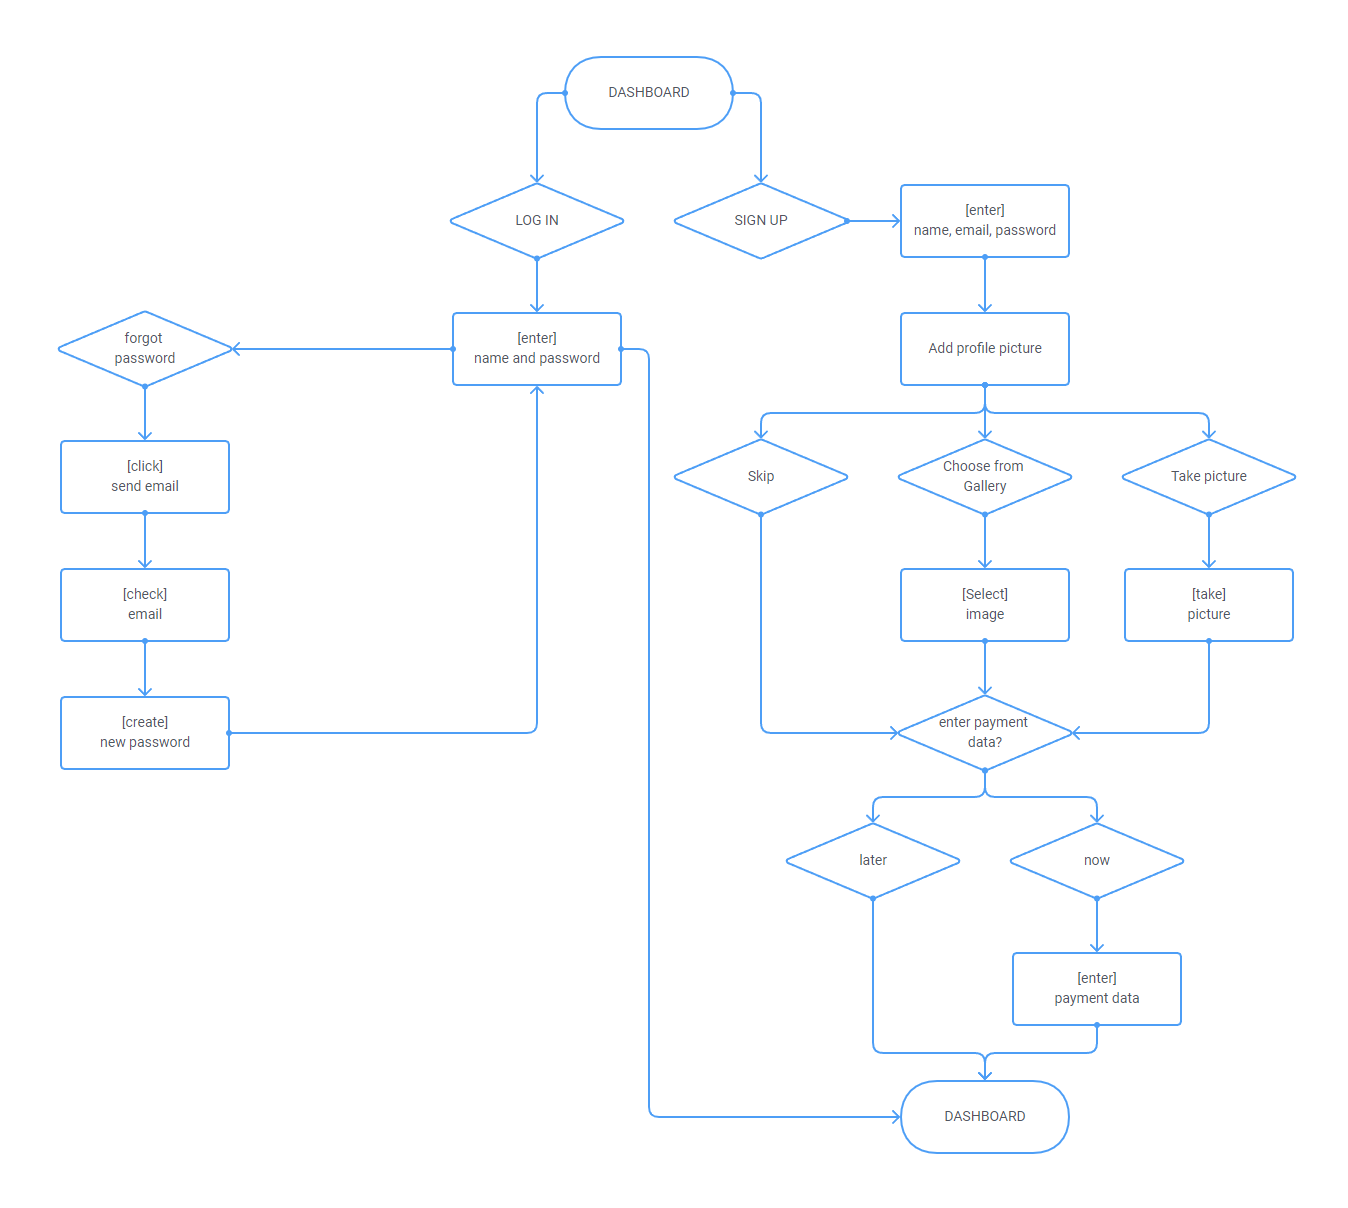 DASHBOARD
LOG IN
SIGN UP
[enter]
name, email, password
forgot
password
[enter]
name and password
Add profile picture
[click]
send email
Skip
Choose from
Gallery
Take picture
[check]
email
[Select]
image
[take]
picture
[create]
new password
enter payment
data?
later
now
[enter]
payment data
DASHBOARD